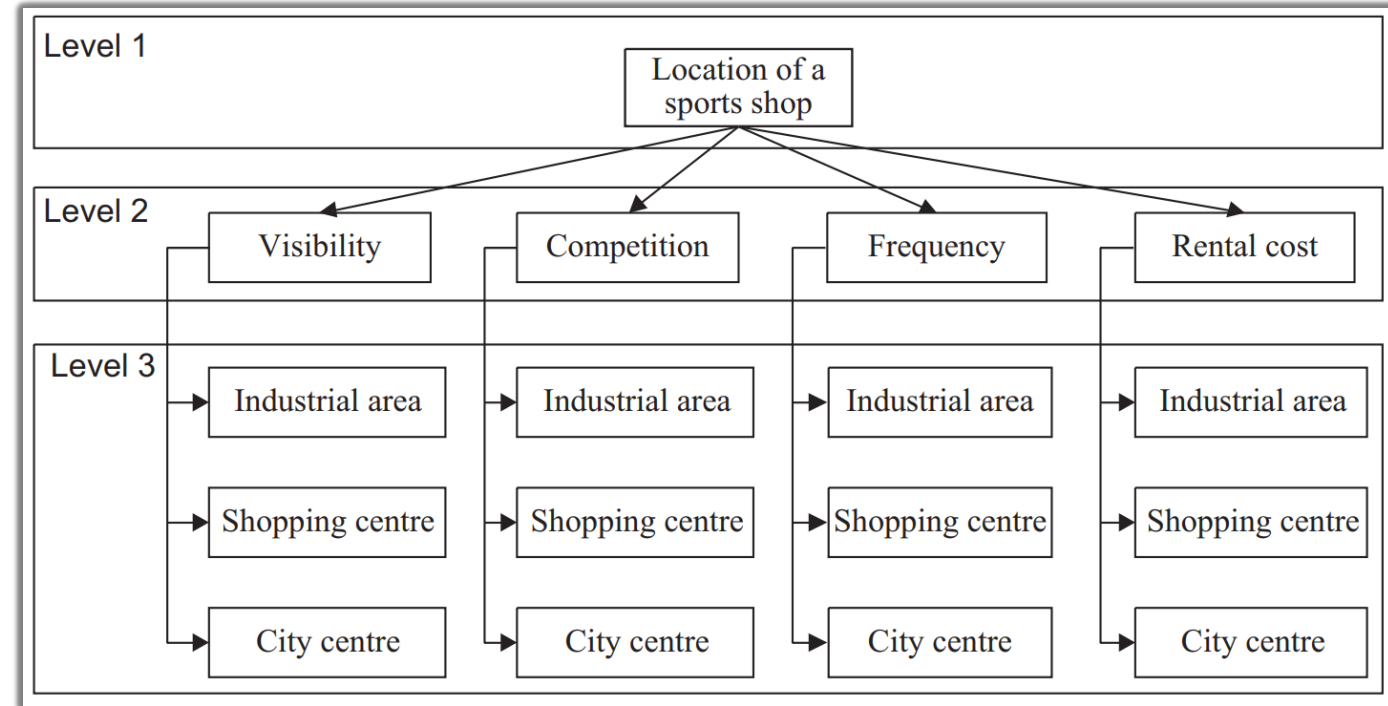 Level 1
Location of a
sports shop
Level 2
Visibility
Competition
Frequency
Rental cost
Level 3
Industrial area
Industrial area
Industrial area
Industrial area
Shopping centre
Shopping centre
Shopping centre
Shopping centre
City centre
City centre
City centre
City centre